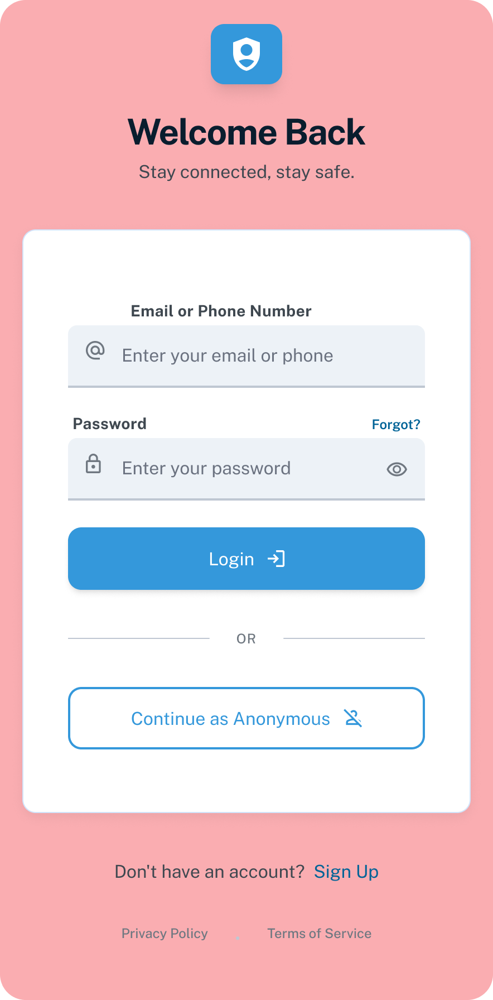 Welcome Back
Stay connected, stay safe.
Email or Phone Number
Enter your email or phone
Password Forgot?
Enter your password
Login
OR
Continue as Anonymous
Don't have an account? Sign Up
Privacy Policy Terms of Service